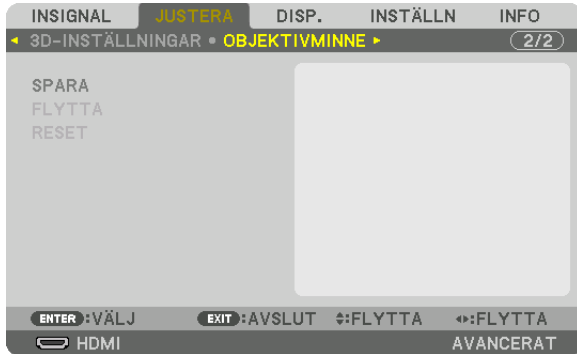 INSIGNAL JUSTERA DISP. INSTÄLLN INFO
3D-INSTÄLLNINGAR • OBJEKTIVMINNE 2/2
SPARA
FLYTTA
RESET
ENTER:VÄLJ EXIT:AVSLUT :FLYTTA :FLYTTA
HDMI AVANCERAT